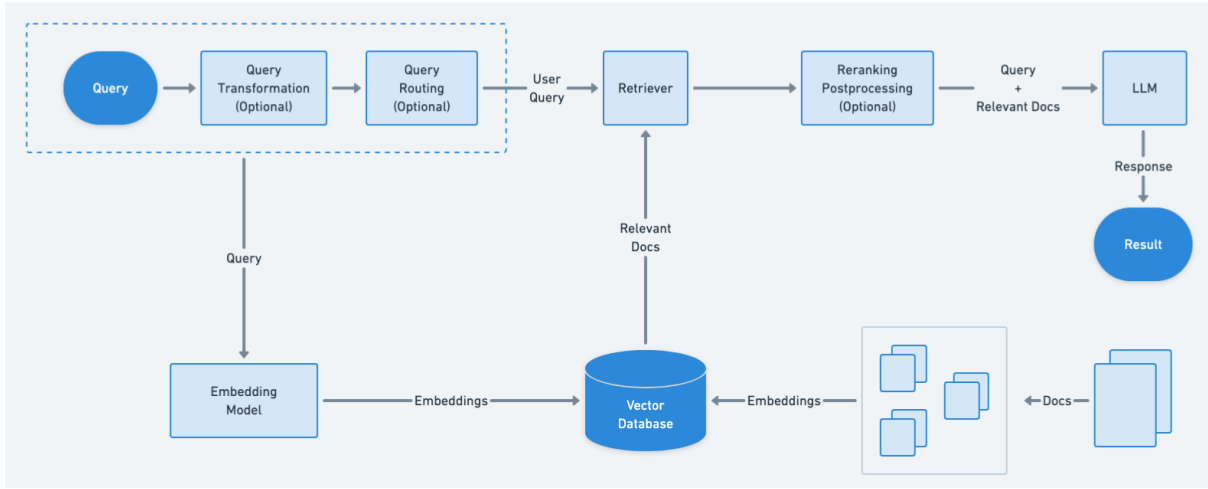 Query
Query
Transformation
(Optional)
Query
Routing
(Optional)
User
Query
Retriever
Reranking
Postprocessing
(Optional)
Query
+
Relevant Docs
LLM
Response
Result
Relevant
Docs
Query
Embedding
Model
Embeddings
Vector
Database
Embeddings
Docs